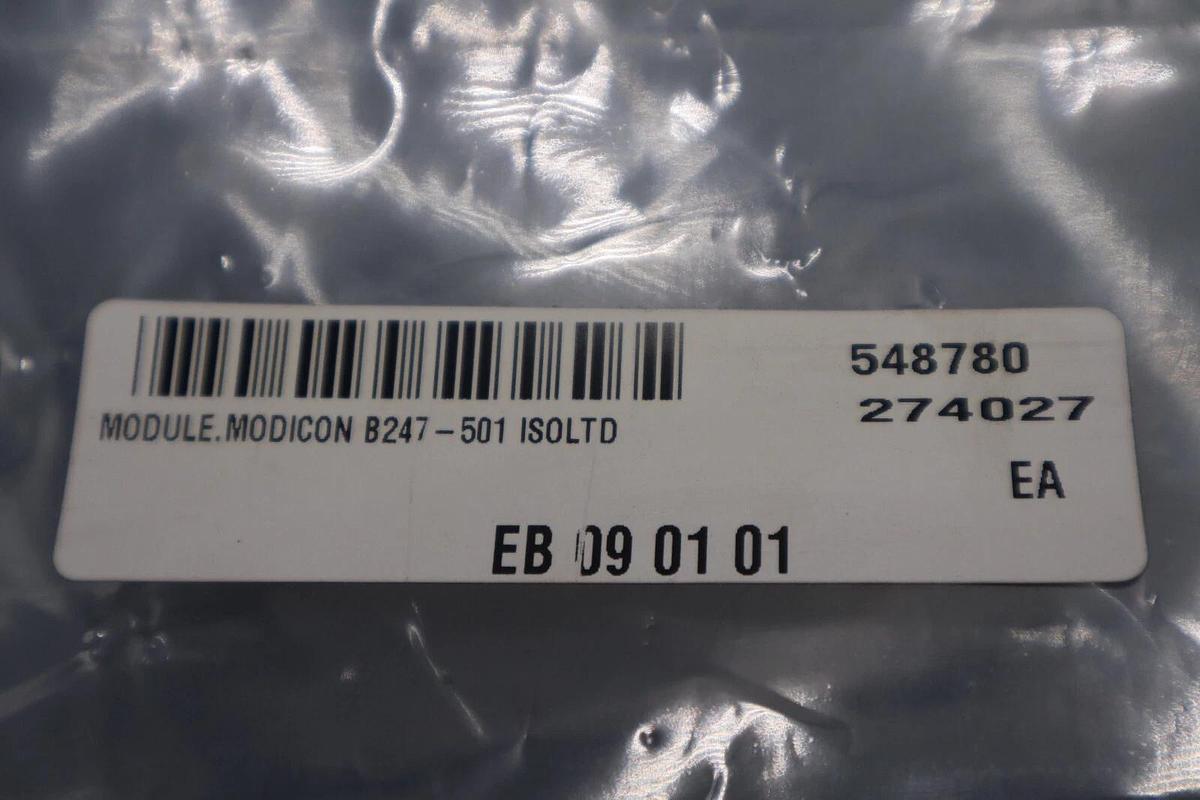 548780
MODULE.MODICON B247-501 ISOLTD
274027
EA
EB 09 01 01